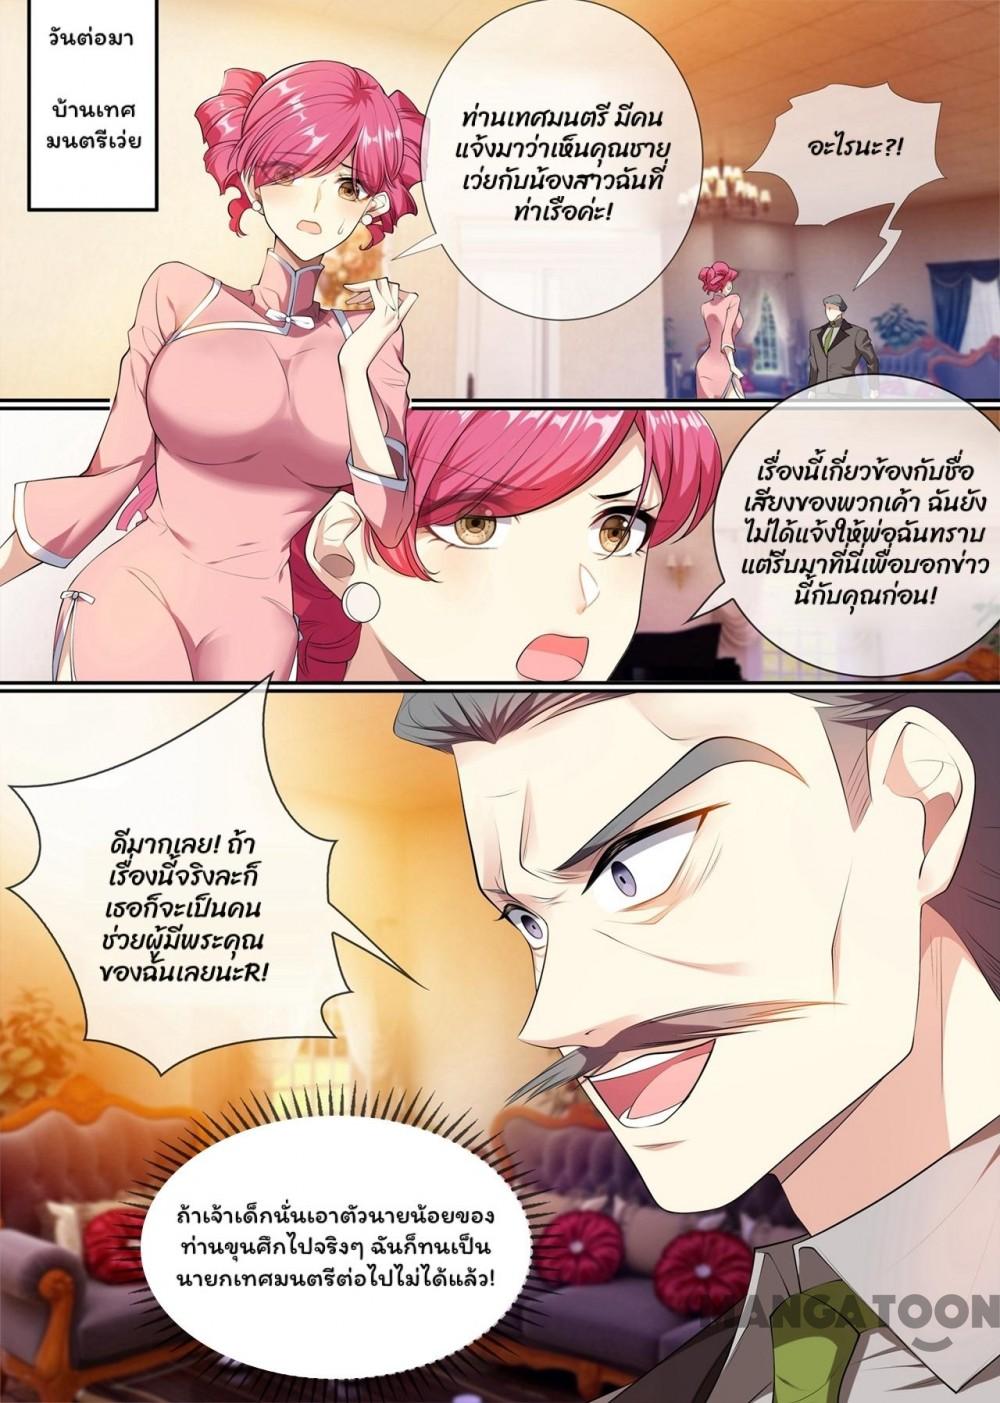 วันต่อมา
บ้านเทศ
มนตรีเว่ย
ท่านเทศมนตรี มีคน
แจ้งมาว่าเห็นคุณชาย
เว่ยกับน้องสาวฉันที่
ท่าเรือค่ะ!
อะไรนะ?!
เรื่องนี้เกี่ยวข้องกับชื่อ
เสียงของพวกเค้า ฉันยัง
ไม่ได้แจ้งให้พ่อฉันทราบ
แต่รีบมาที่นี่เพื่อบอกข่าว
นี้กับคุณก่อน!
ดีมากเลย! ถ้า
เรื่องนี้จริงละก็
เธอก็จะเป็นคน
ช่วยผู้มีพระคุณ
ของฉันเลยนะR!
ถ้าเจ้าเด็กนั่นเอาตัวนายน้อยของ
ท่านขุนศึกไปจริงๆ ฉันก็ทนเป็น
นายกเทศมนตรีต่อไปไม่ได้แล้ว!
MANGATOON